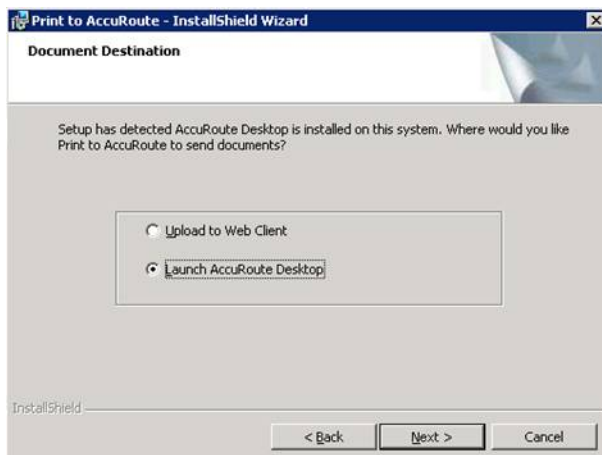 Print to AccuRoute - InstallShield Wizard
Document Destination
Setup has detected AccuRoute Desktop is installed on this system. Where would you like
Print to AccuRoute to send documents?
Upload to Web Client
Launch AccuRoute Desktop
InstallShield
< Back Next > Cancel